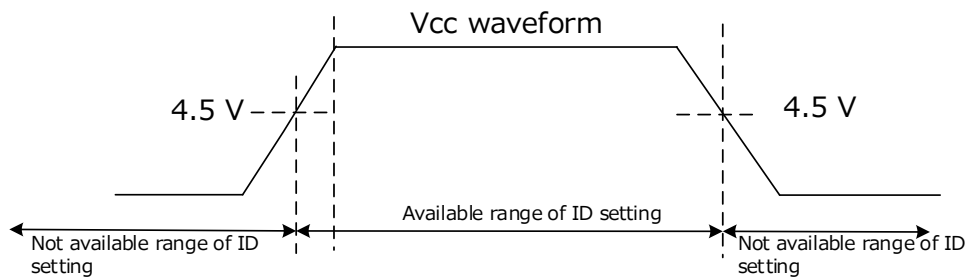 Vcc waveform
4.5 V
4.5 V
Available range of ID setting
Not available range of ID
setting
Not available range of ID
setting